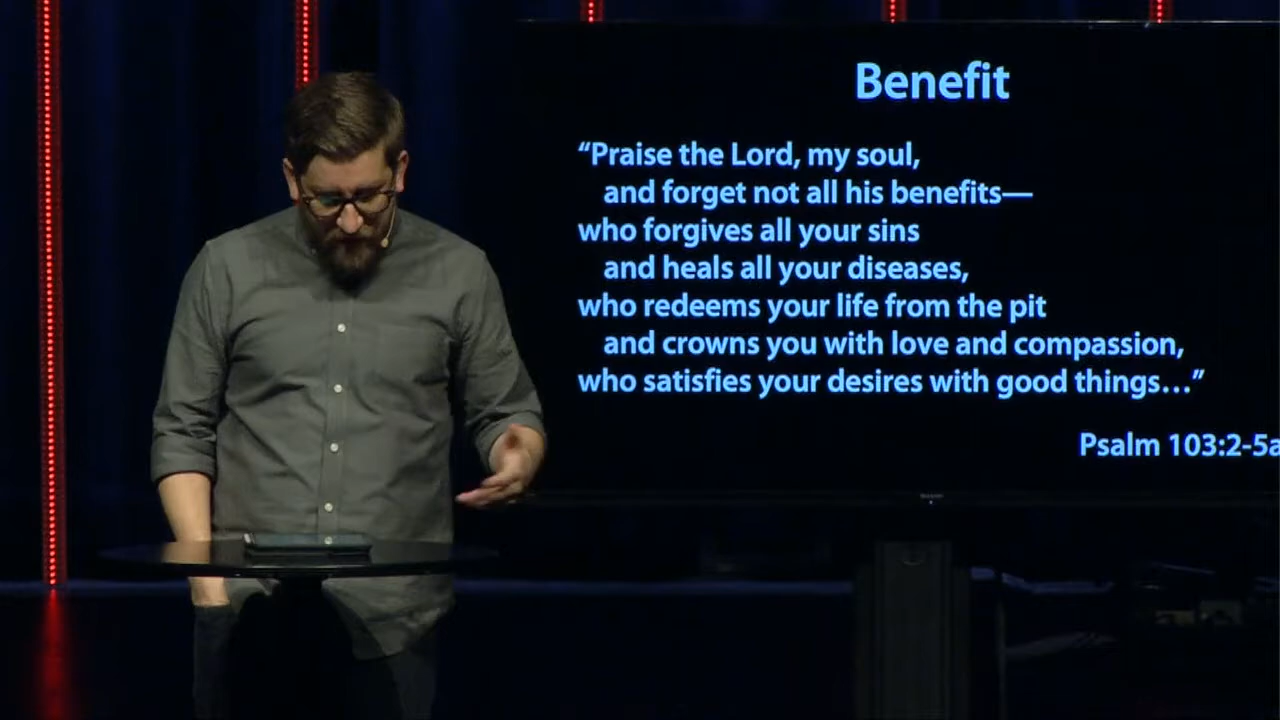 Benefit
“Praise the Lord, my soul,
and forget not all his benefits—
who forgives all your sins
and heals all your diseases,
who redeems your life from the pit
and crowns you with love and compassion,
who satisfies your desires with good things…”
Psalm 103:2-5a